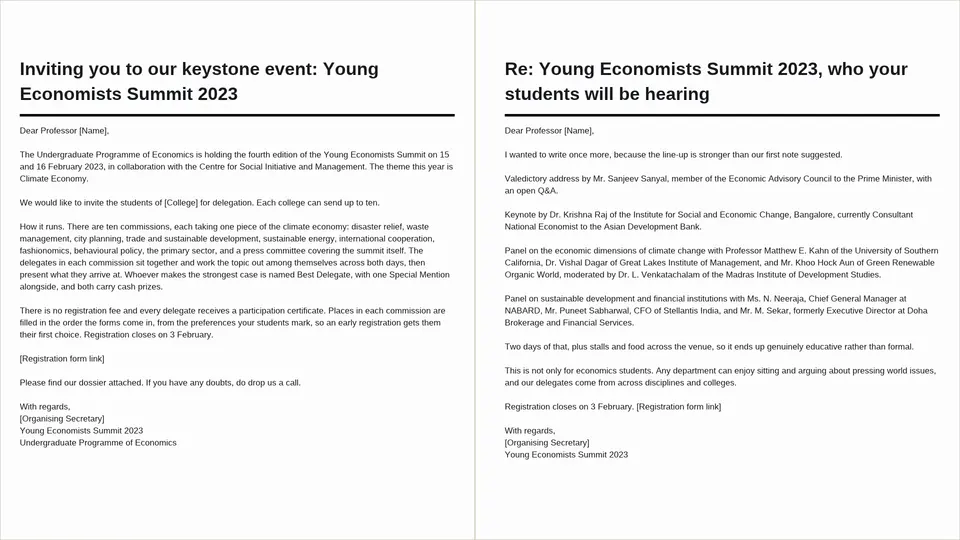 Inviting you to our keystone event: Young
Economists Summit 2023
Dear Professor [Name],
The Undergraduate Programme of Economics is holding the fourth edition of the Young Economists Summit on 15
and 16 February 2023, in collaboration with the Centre for Social Initiative and Management. The theme this year is
Climate Economy.
We would like to invite the students of [College] for delegation. Each college can send up to ten.
How it runs. There are ten commissions, each taking one piece of the climate economy: disaster relief, waste
management, city planning, trade and sustainable development, sustainable energy, international cooperation,
fashionomics, behavioural policy, the primary sector, and a press committee covering the summit itself. The
delegates in each commission sit together and work the topic out among themselves across both days, then
present what they arrive at. Whoever makes the strongest case is named Best Delegate, with one Special Mention
alongside, and both carry cash prizes.
There is no registration fee and every delegate receives a participation certificate. Places in each commission are
filled in the order the forms come in, from the preferences your students mark, so an early registration gets them
their first choice. Registration closes on 3 February.
[Registration form link]
Please find our dossier attached. If you have any doubts, do drop us a call.
With regards,
[Organising Secretary]
Young Economists Summit 2023
Undergraduate Programme of Economics
Re: Young Economists Summit 2023, who your
students will be hearing
Dear Professor [Name],
I wanted to write once more, because the line-up is stronger than our first note suggested.
Valedictory address by Mr. Sanjeev Sanyal, member of the Economic Advisory Council to the Prime Minister, with
an open Q&A.
Keynote by Dr. Krishna Raj of the Institute for Social and Economic Change, Bangalore, currently Consultant
National Economist to the Asian Development Bank.
Panel on the economic dimensions of climate change with Professor Matthew E. Kahn of the University of Southern
California, Dr. Vishal Dagar of Great Lakes Institute of Management, and Mr. Khoo Hock Aun of Green Renewable
Organic World, moderated by Dr. L. Venkatachalam of the Madras Institute of Development Studies.
Panel on sustainable development and financial institutions with Ms. N. Neeraja, Chief General Manager at
NABARD, Mr. Puneet Sabharwal, CFO of Stellantis India, and Mr. M. Sekar, formerly Executive Director at Doha
Brokerage and Financial Services.
Two days of that, plus stalls and food across the venue, so it ends up genuinely educative rather than formal.
This is not only for economics students. Any department can enjoy sitting and arguing about pressing world issues,
and our delegates come from across disciplines and colleges.
Registration closes on 3 February. [Registration form link]
With regards,
[Organising Secretary]
Young Economists Summit 2023